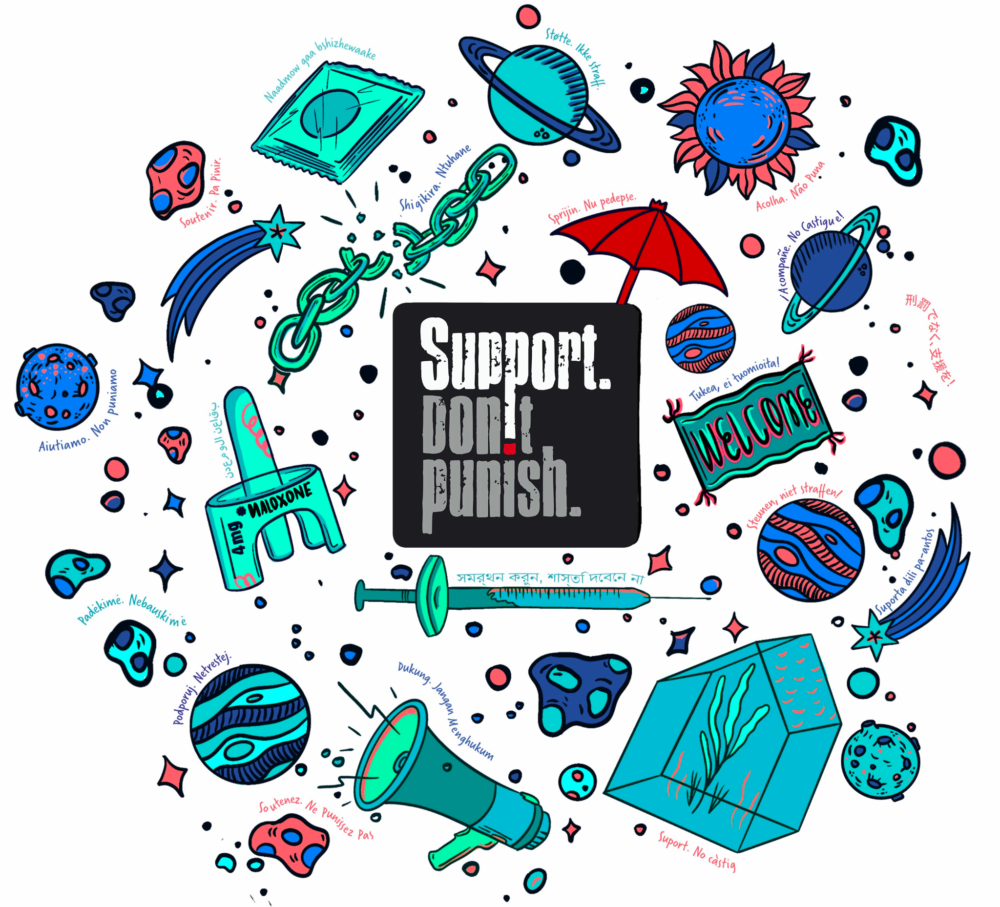 Støtte. Ikke straff.
Naadmow gaa bshizhewaake
Soutenir. Pa Pinir.
Shigikira. Ntuhane
Acolha. Não Puna
Sprijin. Nu pedepse.
¡Acompañe. No Castigue!
刑罰でなく、支援を!
Support.
Don't
punish.
Tukea, ei tuomioita!
WELCOME
Aiutiamo. Non puniamo
NALOXONE
4mg
Steunen, niet straffen!
Suporta dili pa-antos
সমর্থন করুন, শাস্তি দেবেন না
Padėkime. Nebauskime
Podporuj. Netrestej.
Dukung. Jangan Menghukum
Soutenez. Ne Punissez Pas
Suport. No càstig